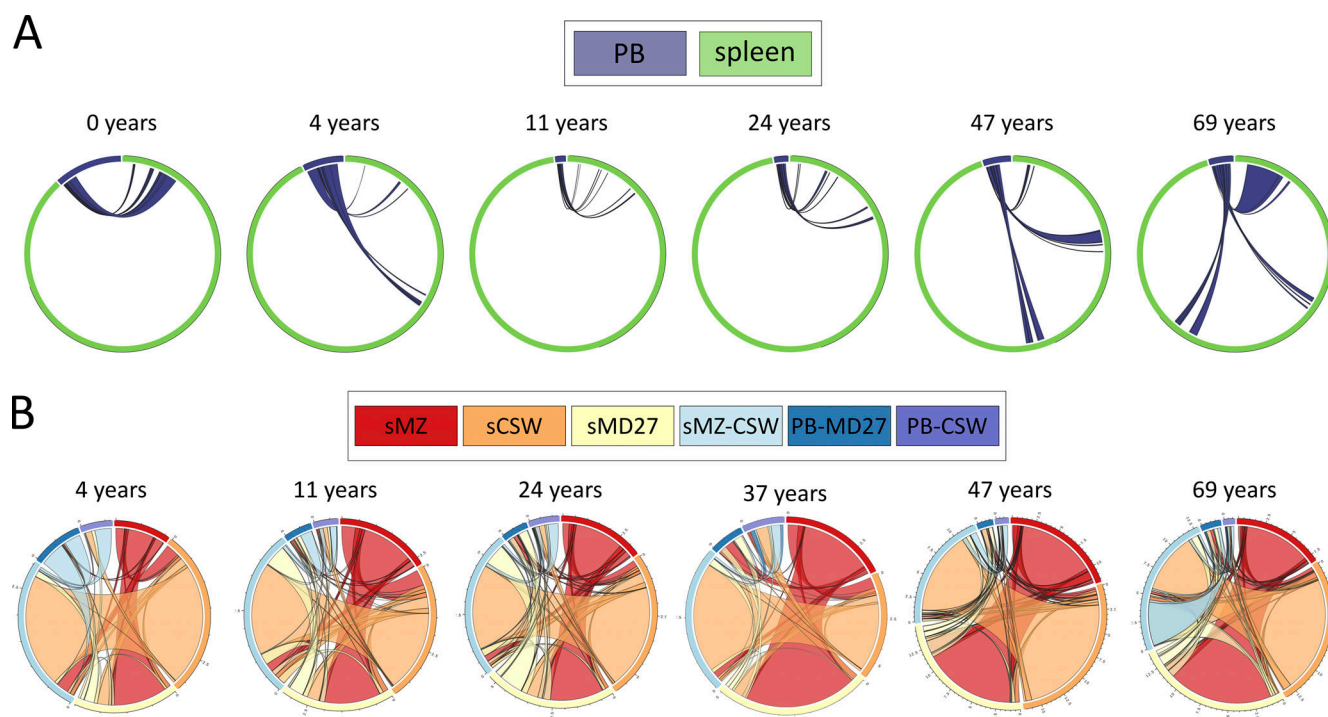 A
PB spleen
0 years 4 years 11 years 24 years 47 years 69 years
B
sMZ sCSW sMD27 sMZ-CSW PB-MD27 PB-CSW
4 years 11 years 24 years 37 years 47 years 69 years